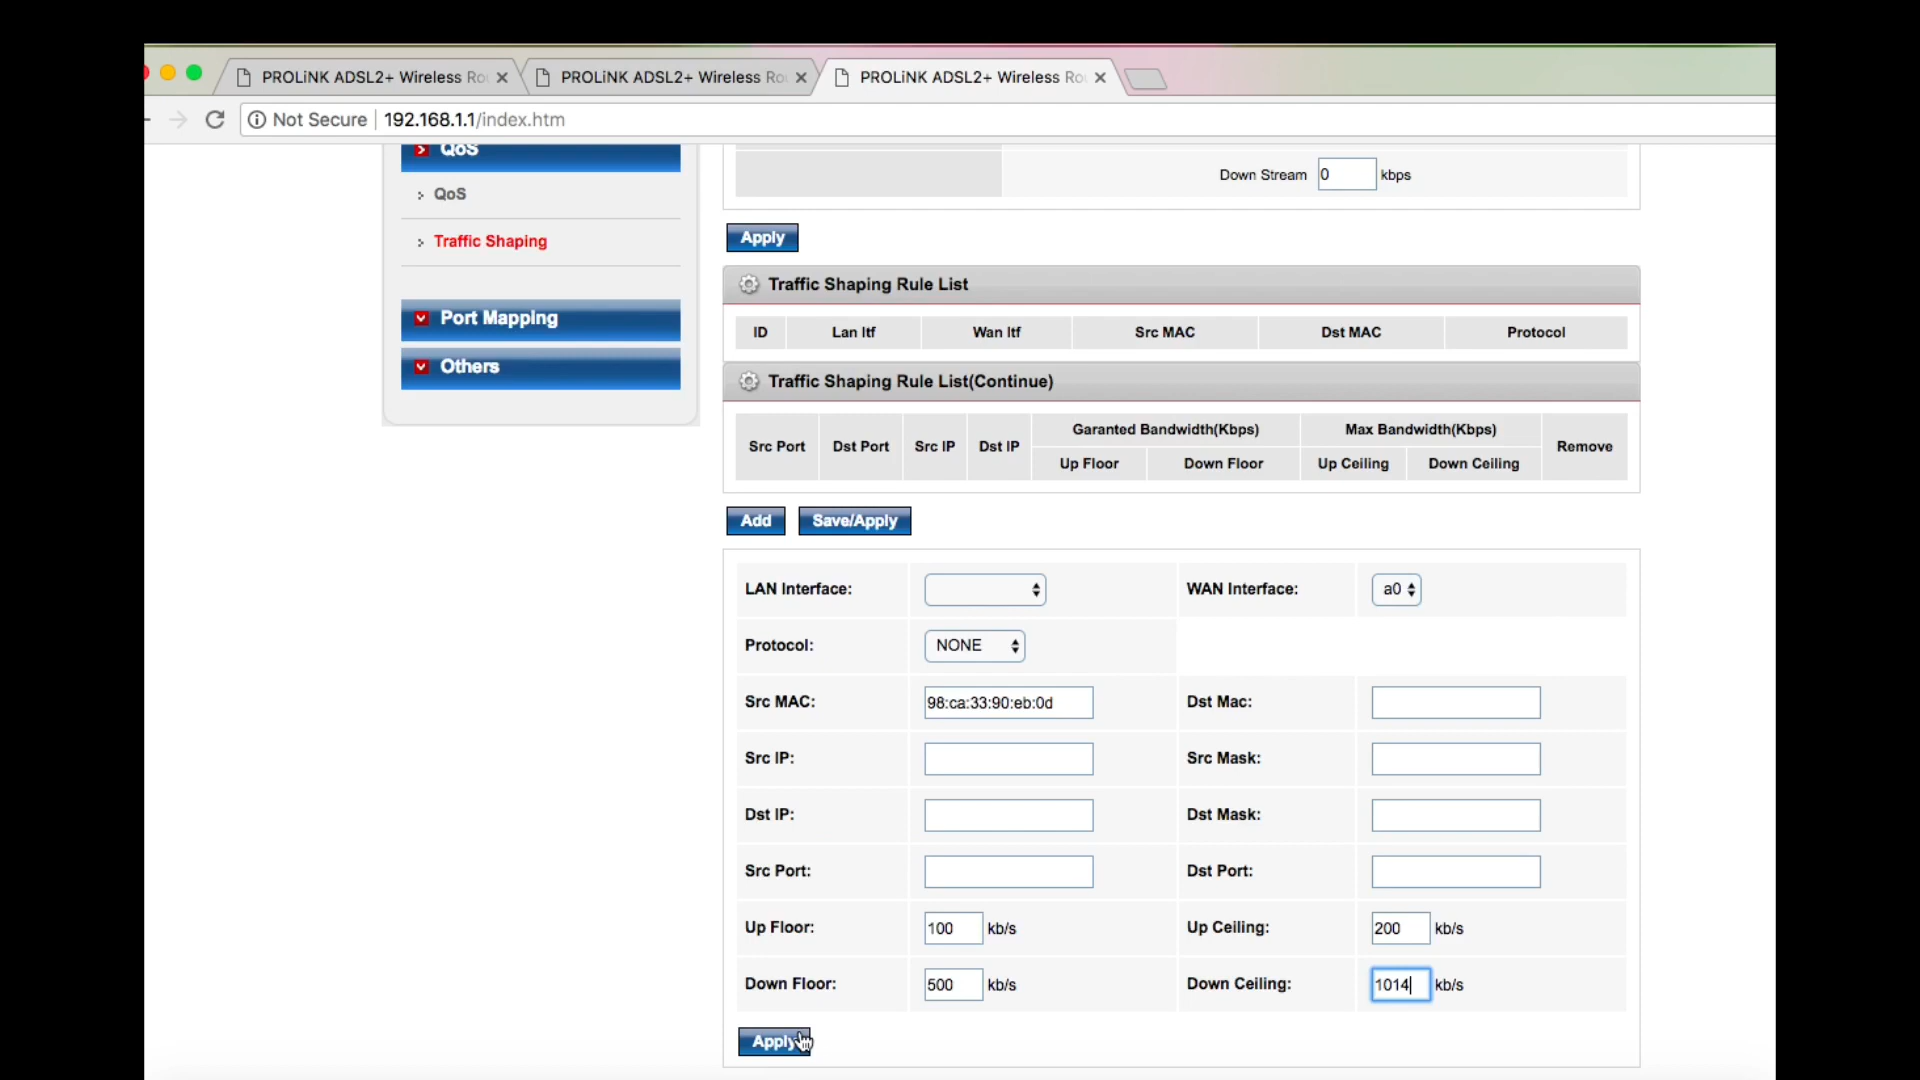 PROLiNK ADSL2+ Wireless Ro
PROLiNK ADSL2+ Wireless Ro
PROLiNK ADSL2+ Wireless Ro
Not Secure 192.168.1.1/index.htm
QoS
QoS
Traffic Shaping
Port Mapping
Others
Down Stream 0 kbps
Apply
Traffic Shaping Rule List
ID Lan Itf Wan Itf Src MAC Dst MAC Protocol
Traffic Shaping Rule List(Continue)
Src Port Dst Port Src IP Dst IP Garanted Bandwidth(Kbps) Max Bandwidth(Kbps) Remove
Up Floor Down Floor Up Ceiling Down Ceiling
Add Save/Apply
LAN Interface: WAN Interface: a0
Protocol: NONE
Src MAC: 98:ca:33:90:eb:0d Dst Mac:
Src IP: Src Mask:
Dst IP: Dst Mask:
Src Port: Dst Port:
Up Floor: 100 kb/s Up Ceiling: 200 kb/s
Down Floor: 500 kb/s Down Ceiling: 1014 kb/s
Apply